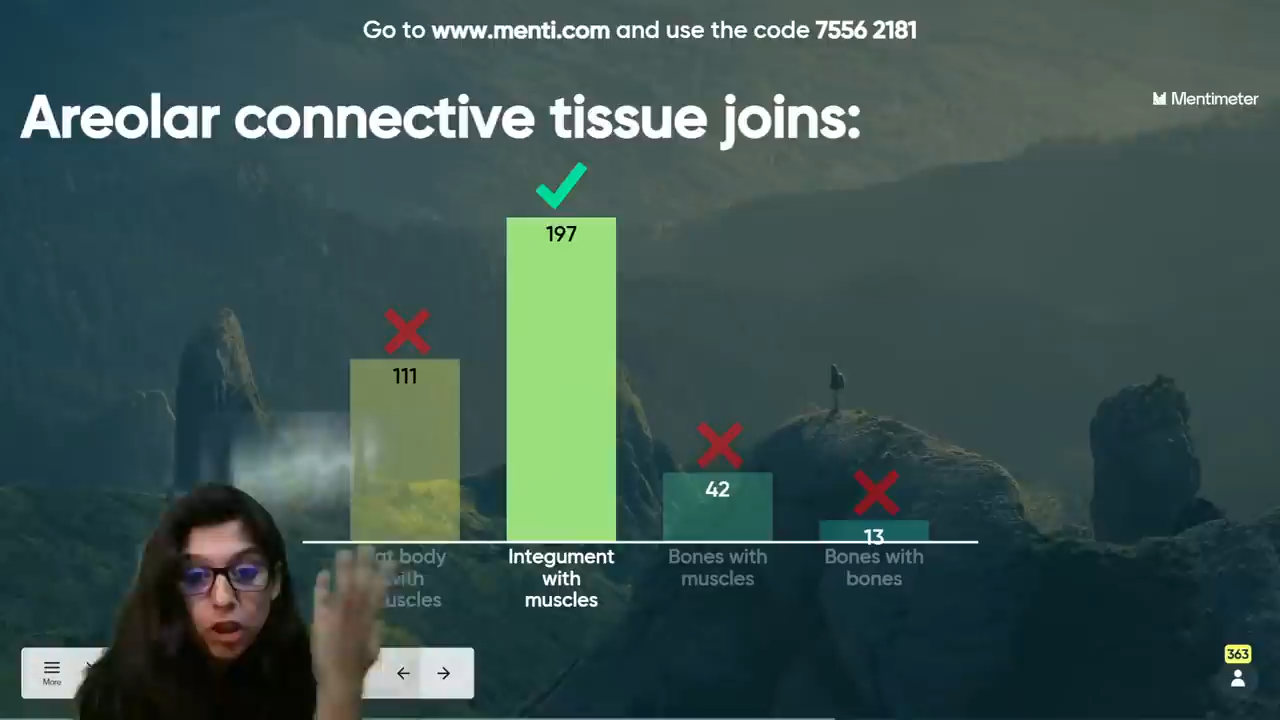 Go to www.menti.com and use the code 7556 2181
Areolar connective tissue joins:
Mentimeter
197
111
42
13
body
Integument
with
muscles
Bones with
muscles
Bones with
bones
More
363